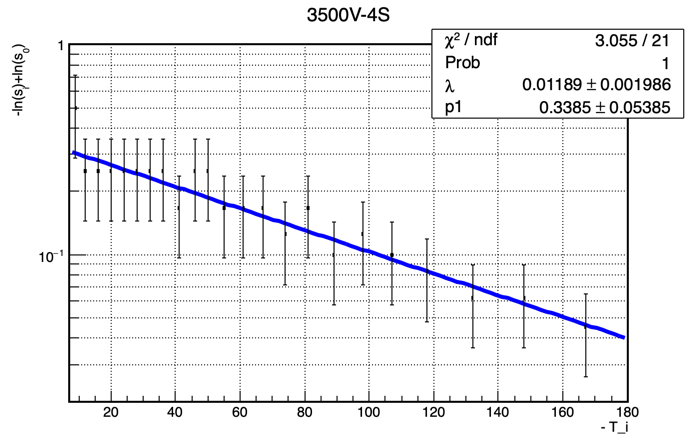 3500V-4S
χ² / ndf 3.055 / 21
Prob 1
λ 0.01189 ± 0.001986
p1 0.3385 ± 0.05385
-ln(s_i)+ln(s_0)
1
10⁻¹
20 40 60 80 100 120 140 160 180
- T_i